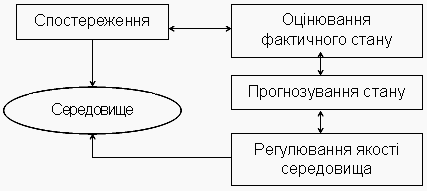 Спостереження
Оцінювання
фактичного стану
Середовище
Прогнозування стану
Регулювання якості
середовища